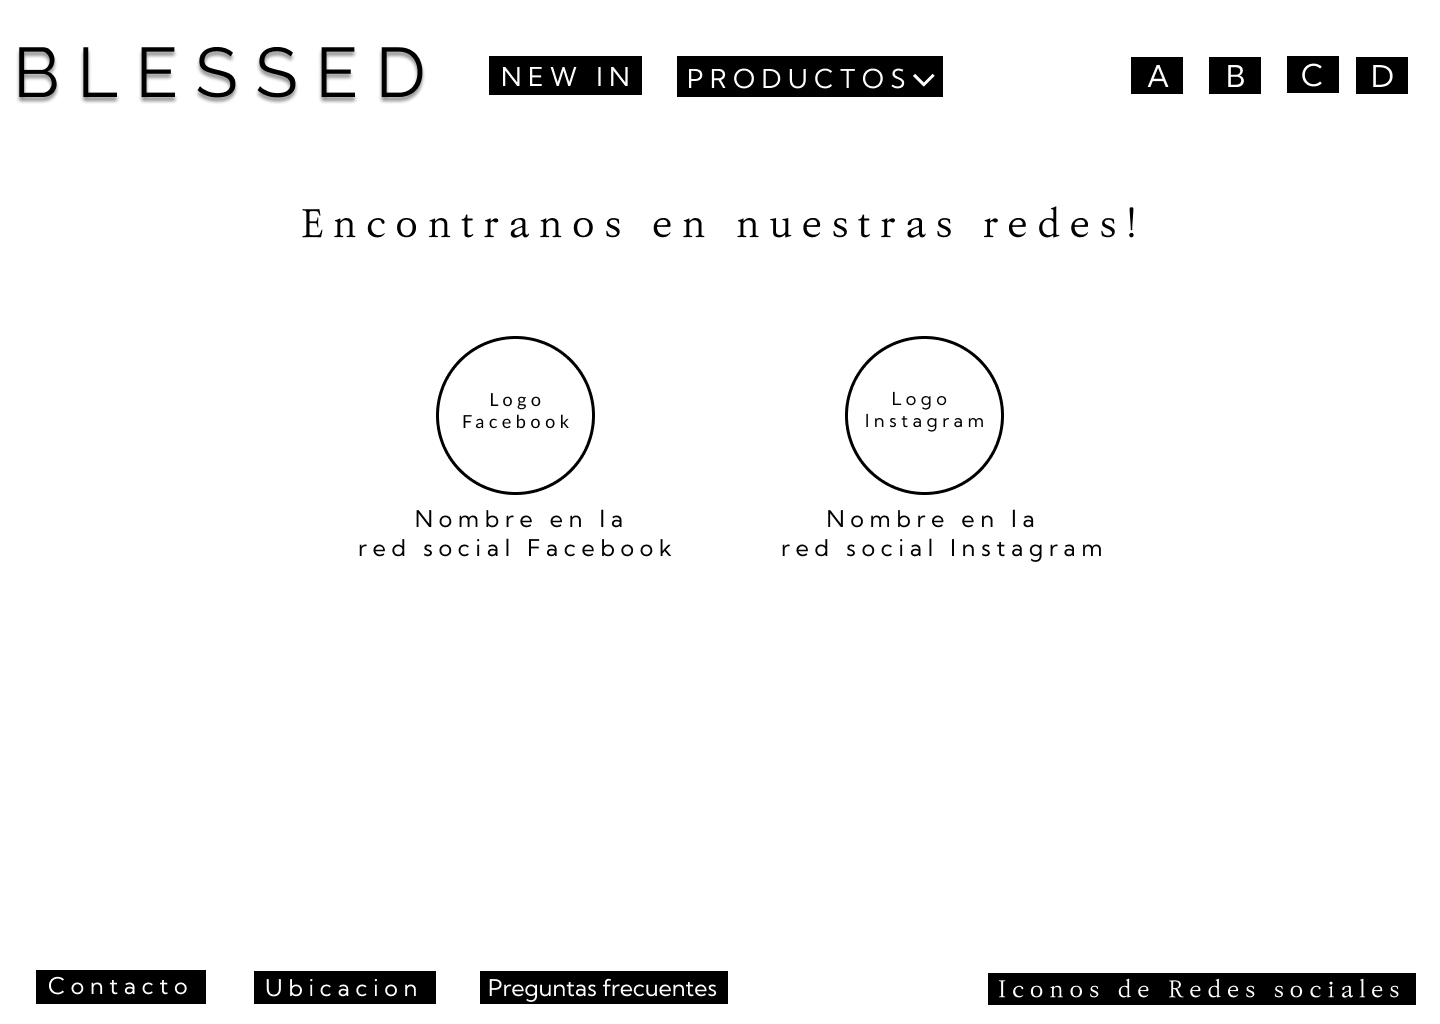 BLESSED
NEW IN
PRODUCTOS
A
B
C
D
Encontranos en nuestras redes!
Logo
Facebook
Logo
Instagram
Nombre en la
red social Facebook
Nombre en la
red social Instagram
Contacto
Ubicacion
Preguntas frecuentes
Iconos de Redes sociales